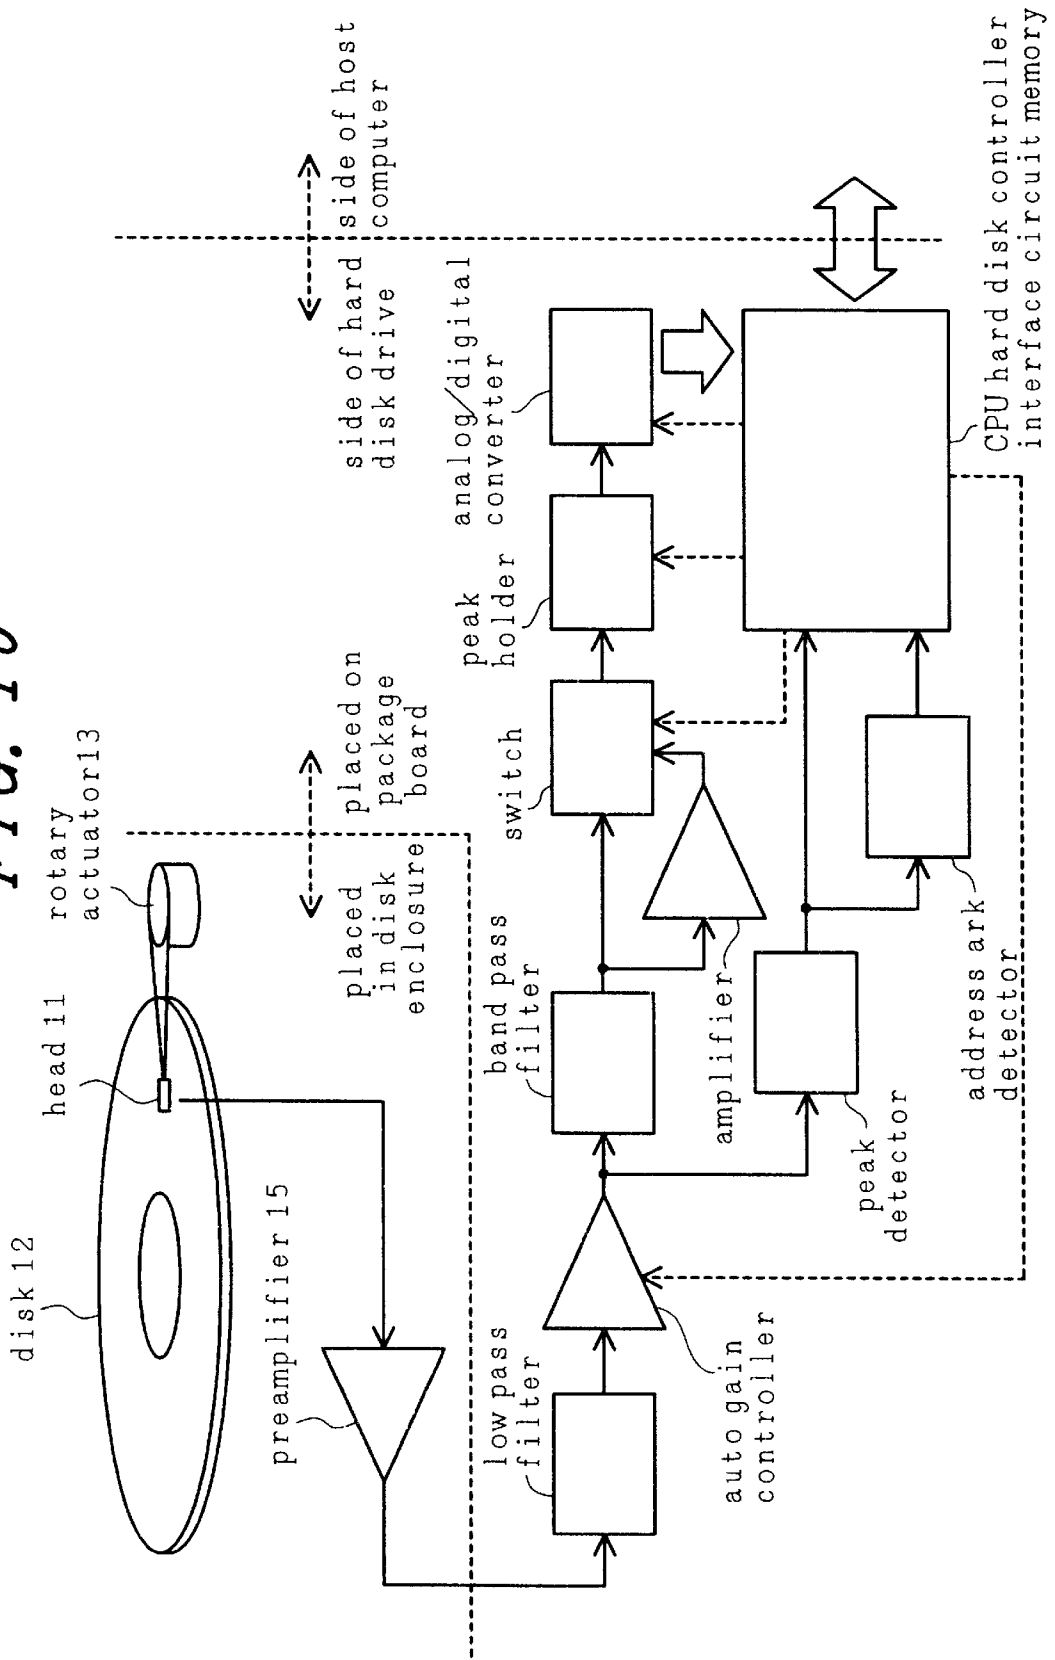 FIG.
disk 12
head 11
rotary
actuator13
preamplifier 15
placed
in disk
enclosure
placed on
package
board
side of hard
disk drive
side of host
computer
low pass
filter
band pass
filter
switch
peak
holder
analog/digital
converter
auto gain
controller
amplifier
peak
detector
address ark
detector
CPU hard disk controller
interface circuit memory